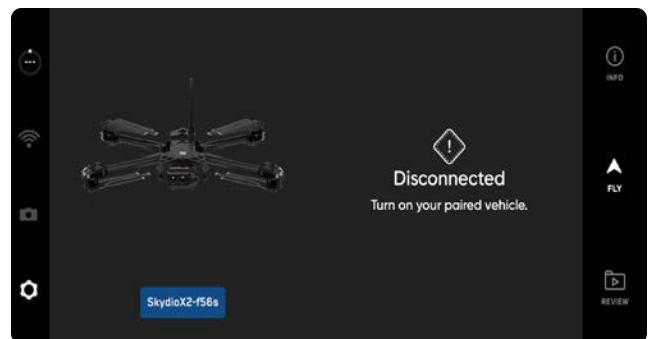 INFO
Disconnected
Turn on your paired vehicle.
FLY
SkydioX2-f56s
REVIEW